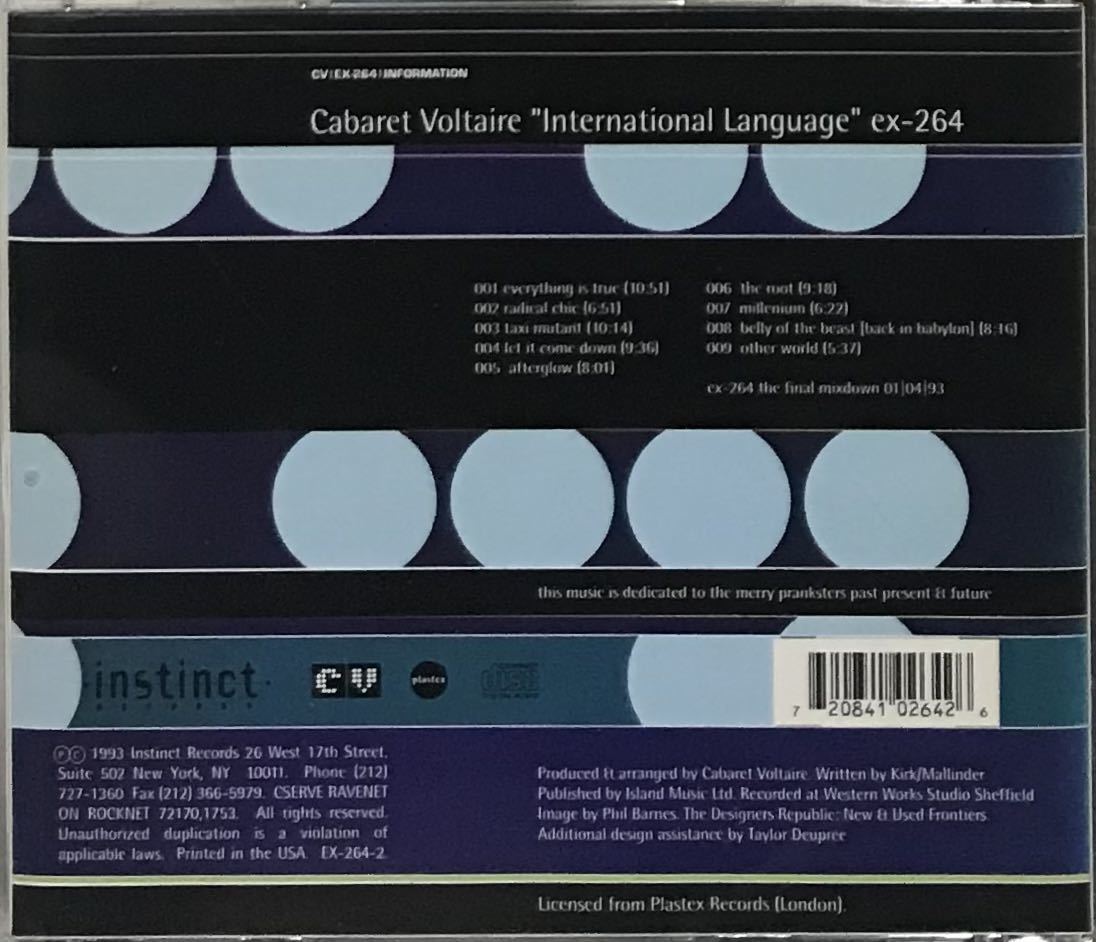 CV|EX-264|INFORMATION
Cabaret Voltaire "International Language" ex-264
001 everything is true (10:51)
002 radical chic (6:51)
003 taxi mutant (10:14)
004 let it come down (9:36)
005 afterglow (8:01)
006 the root (9:18)
007 millenium (6:22)
008 belly of the beast [back in babylon] (8:16)
009 other world (5:37)
ex-264 the final mixdown 01|04|93
this music is dedicated to the merry pranksters past present & future
instinct
RECORDS
CV
plastex
disc
7 20841 02642 6
℗© 1993 Instinct Records 26 West 17th Street,
Suite 502 New York, NY 10011. Phone (212)
727-1360 Fax (212) 366-5979. CSERVE RAVENET
ON ROCKNET 72170,1753. All rights reserved.
Unauthorized duplication is a violation of
applicable laws. Printed in the USA. EX-264-2
Produced & arranged by Cabaret Voltaire. Written by Kirk/Mallinder
Published by Island Music Ltd. Recorded at Western Works Studio Sheffield
Image by Phil Barnes. The Designers Republic: New & Used Frontiers
Additional design assistance by Taylor Deupree
Licensed from Plastex Records (London).